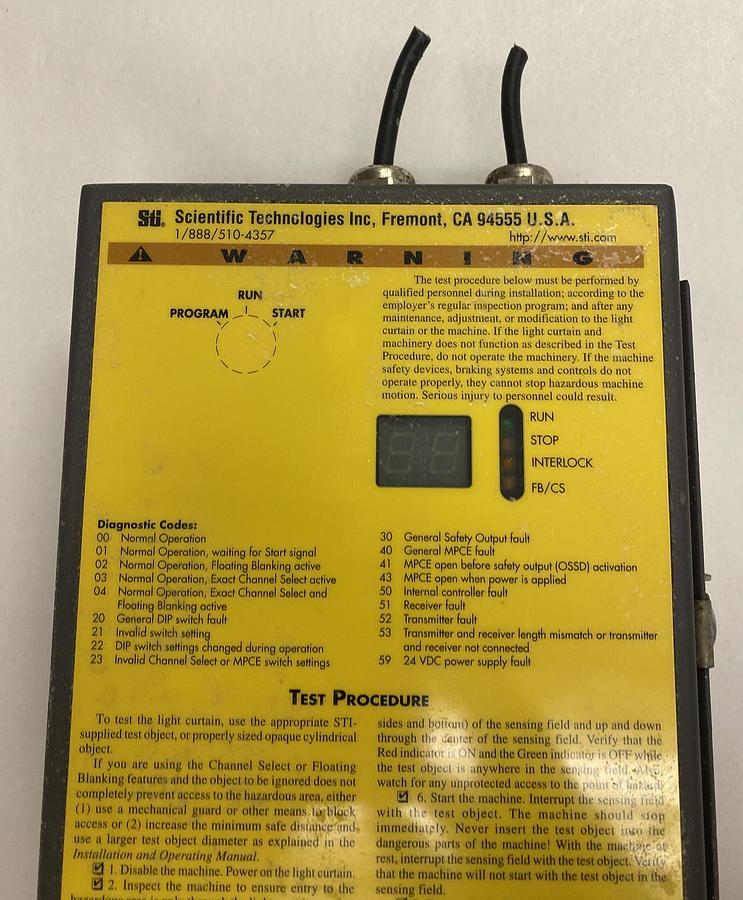 STi. Scientific Technologies Inc, Fremont, CA 94555 U.S.A.
1/888/510-4357 http://www.sti.com
WARNING
The test procedure below must be performed by
qualified personnel during installation; according to the
employer's regular inspection program; and after any
maintenance, adjustment, or modification to the light
curtain or the machine. If the light curtain and
machinery does not function as described in the Test
Procedure, do not operate the machinery. If the machine
safety devices, braking systems and controls do not
operate properly, they cannot stop hazardous machine
motion. Serious injury to personnel could result.
RUN
PROGRAM START
RUN
STOP
INTERLOCK
FB/CS
Diagnostic Codes:
00 Normal Operation
01 Normal Operation, waiting for Start signal
02 Normal Operation, Floating Blanking active
03 Normal Operation, Exact Channel Select active
04 Normal Operation, Exact Channel Select and
Floating Blanking active
20 General DIP switch fault
21 Invalid switch setting
22 DIP switch settings changed during operation
23 Invalid Channel Select or MPCE switch settings
30 General Safety Output fault
40 General MPCE fault
41 MPCE open before safety output (OSSD) activation
43 MPCE open when power is applied
50 Internal controller fault
51 Receiver fault
52 Transmitter fault
53 Transmitter and receiver length mismatch or transmitter
and receiver not connected
59 24 VDC power supply fault
TEST PROCEDURE
To test the light curtain, use the appropriate STI-
supplied test object, or properly sized opaque cylindrical
object.
If you are using the Channel Select or Floating
Blanking features and the object to be ignored does not
completely prevent access to the hazardous area, either
(1) use a mechanical guard or other means to block
access or (2) increase the minimum safe distance and
use a larger test object diameter as explained in the
Installation and Operating Manual.
1. Disable the machine. Power on the light curtain.
2. Inspect the machine to ensure entry to the
sides and bottom) of the sensing field and up and down
through the center of the sensing field. Verify that the
Red indicator is ON and the Green indicator is OFF while
the test object is anywhere in the sensing field. Also,
watch for any unprotected access to the point of hazard.
6. Start the machine. Interrupt the sensing field
with the test object. The machine should stop
immediately. Never insert the test object into the
dangerous parts of the machine! With the machine at
rest, interrupt the sensing field with the test object. Verify
that the machine will not start with the test object in the
sensing field.